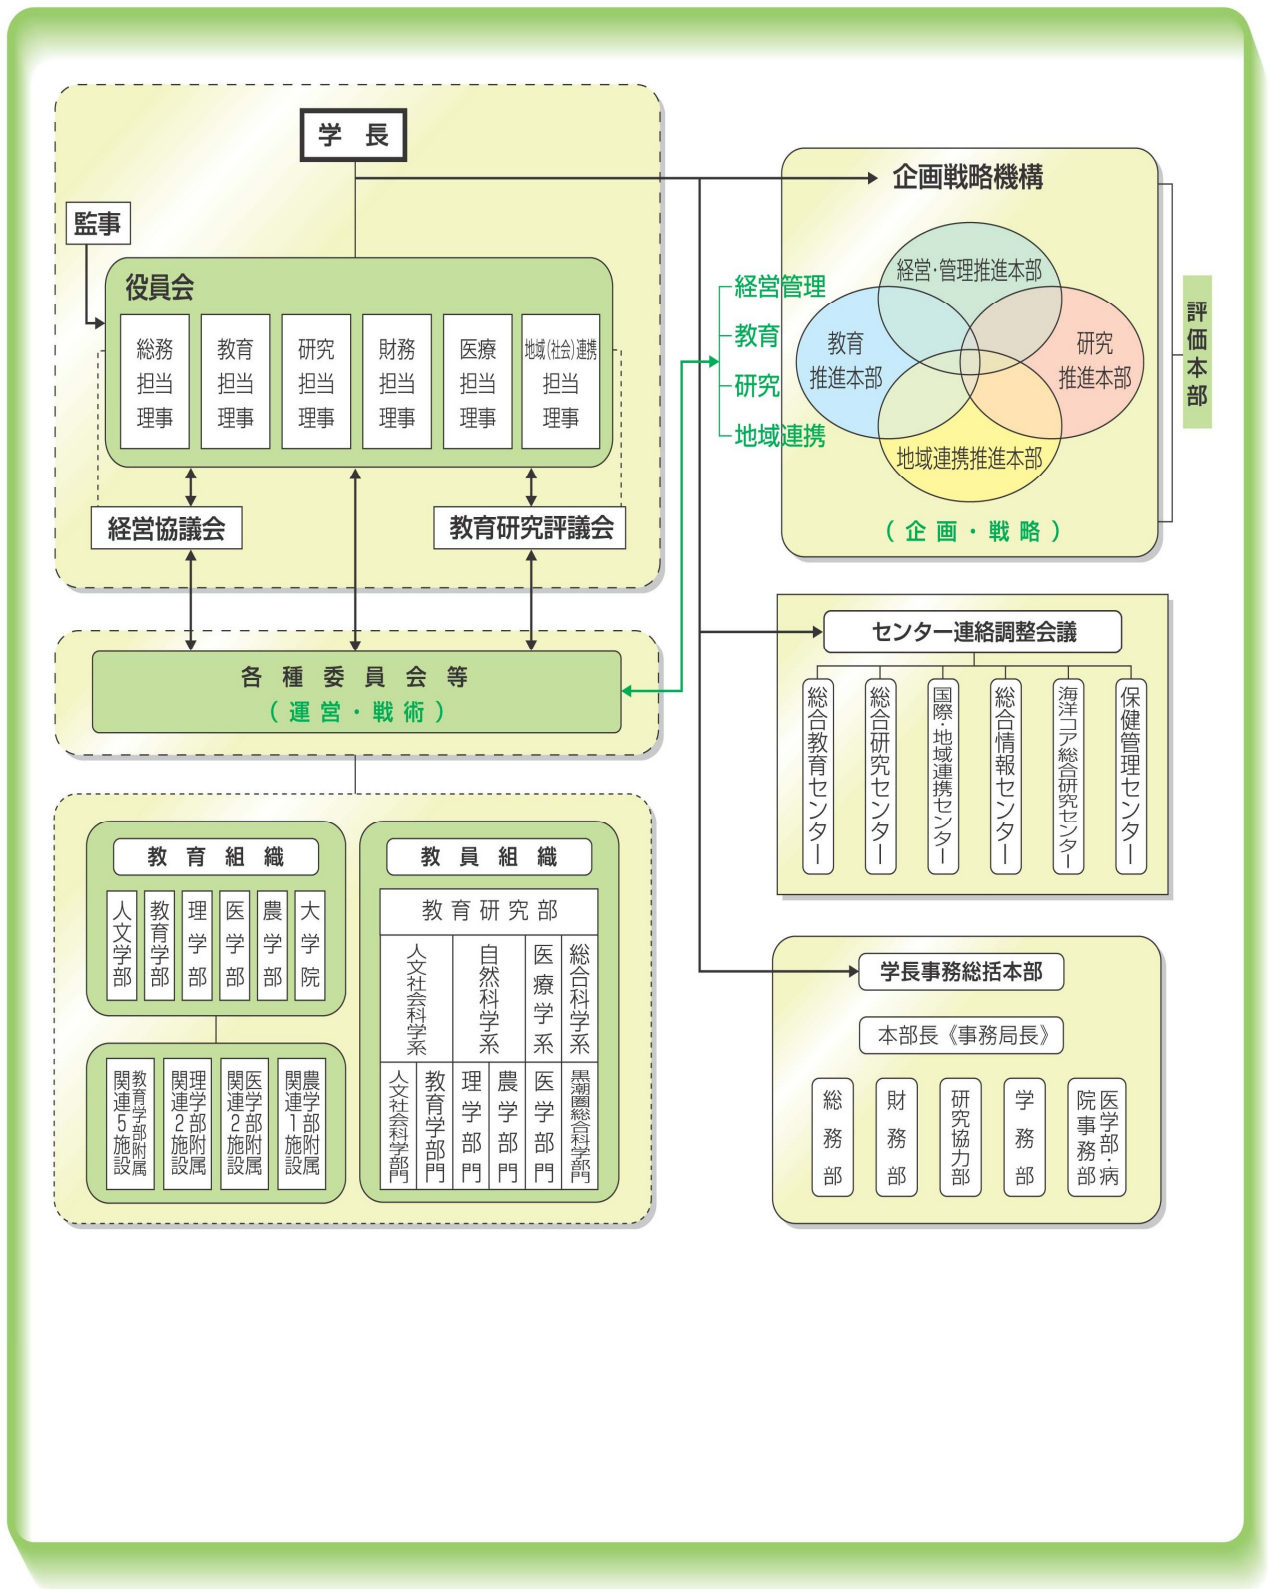 学長
監事
役員会
総務担当理事
教育担当理事
研究担当理事
財務担当理事
医療担当理事
地域(社会)連携担当理事
経営協議会
教育研究評議会
各種委員会等
(運営・戦術)
企画戦略機構
経営・管理推進本部
教育推進本部
研究推進本部
地域連携推進本部
(企画・戦略)
評価本部
経営管理
教育
研究
地域連携
センター連絡調整会議
総合教育センター
総合研究センター
国際・地域連携センター
総合情報センター
海洋コア総合研究センター
保健管理センター
教育組織
人文学部
教育学部
理学部
医学部
農学部
大学院
教育学部附属関連5施設
理学部附属関連2施設
医学部附属関連2施設
農学部附属関連1施設
教員組織
教育研究部
人文社会科学系
自然科学系
医療学系
総合科学系
人文社会科学部門
教育学部門
理学部門
農学部門
医学部門
黒潮圏総合科学部門
学長事務総括本部
本部長《事務局長》
総務部
財務部
研究協力部
学務部
医学部・病院事務部